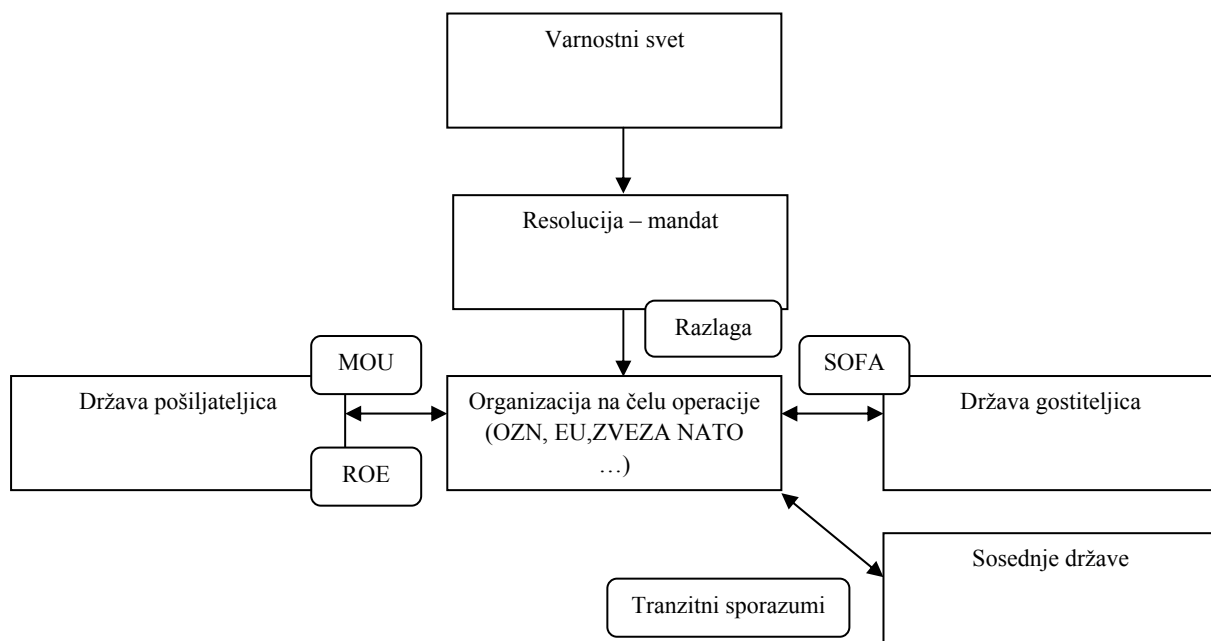 Varnostni svet
Resolucija – mandat
Razlaga
MOU
SOFA
Država pošiljateljica
Organizacija na čelu operacije
(OZN, EU,ZVEZA NATO
…)
Država gostiteljica
ROE
Sosednje države
Tranzitni sporazumi